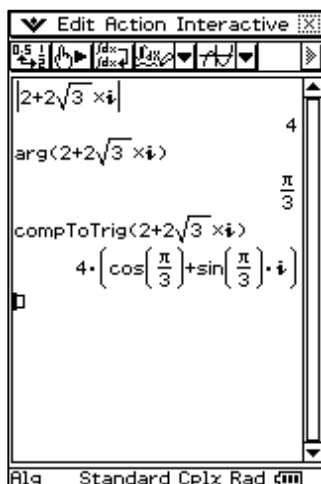 Edit Action Interactive
|2+2√3 ×i|
4
arg(2+2√3 ×i)
π/3
compToTrig(2+2√3 ×i)
4·(cos(π/3)+sin(π/3)·i)
Alg Standard Cplx Rad